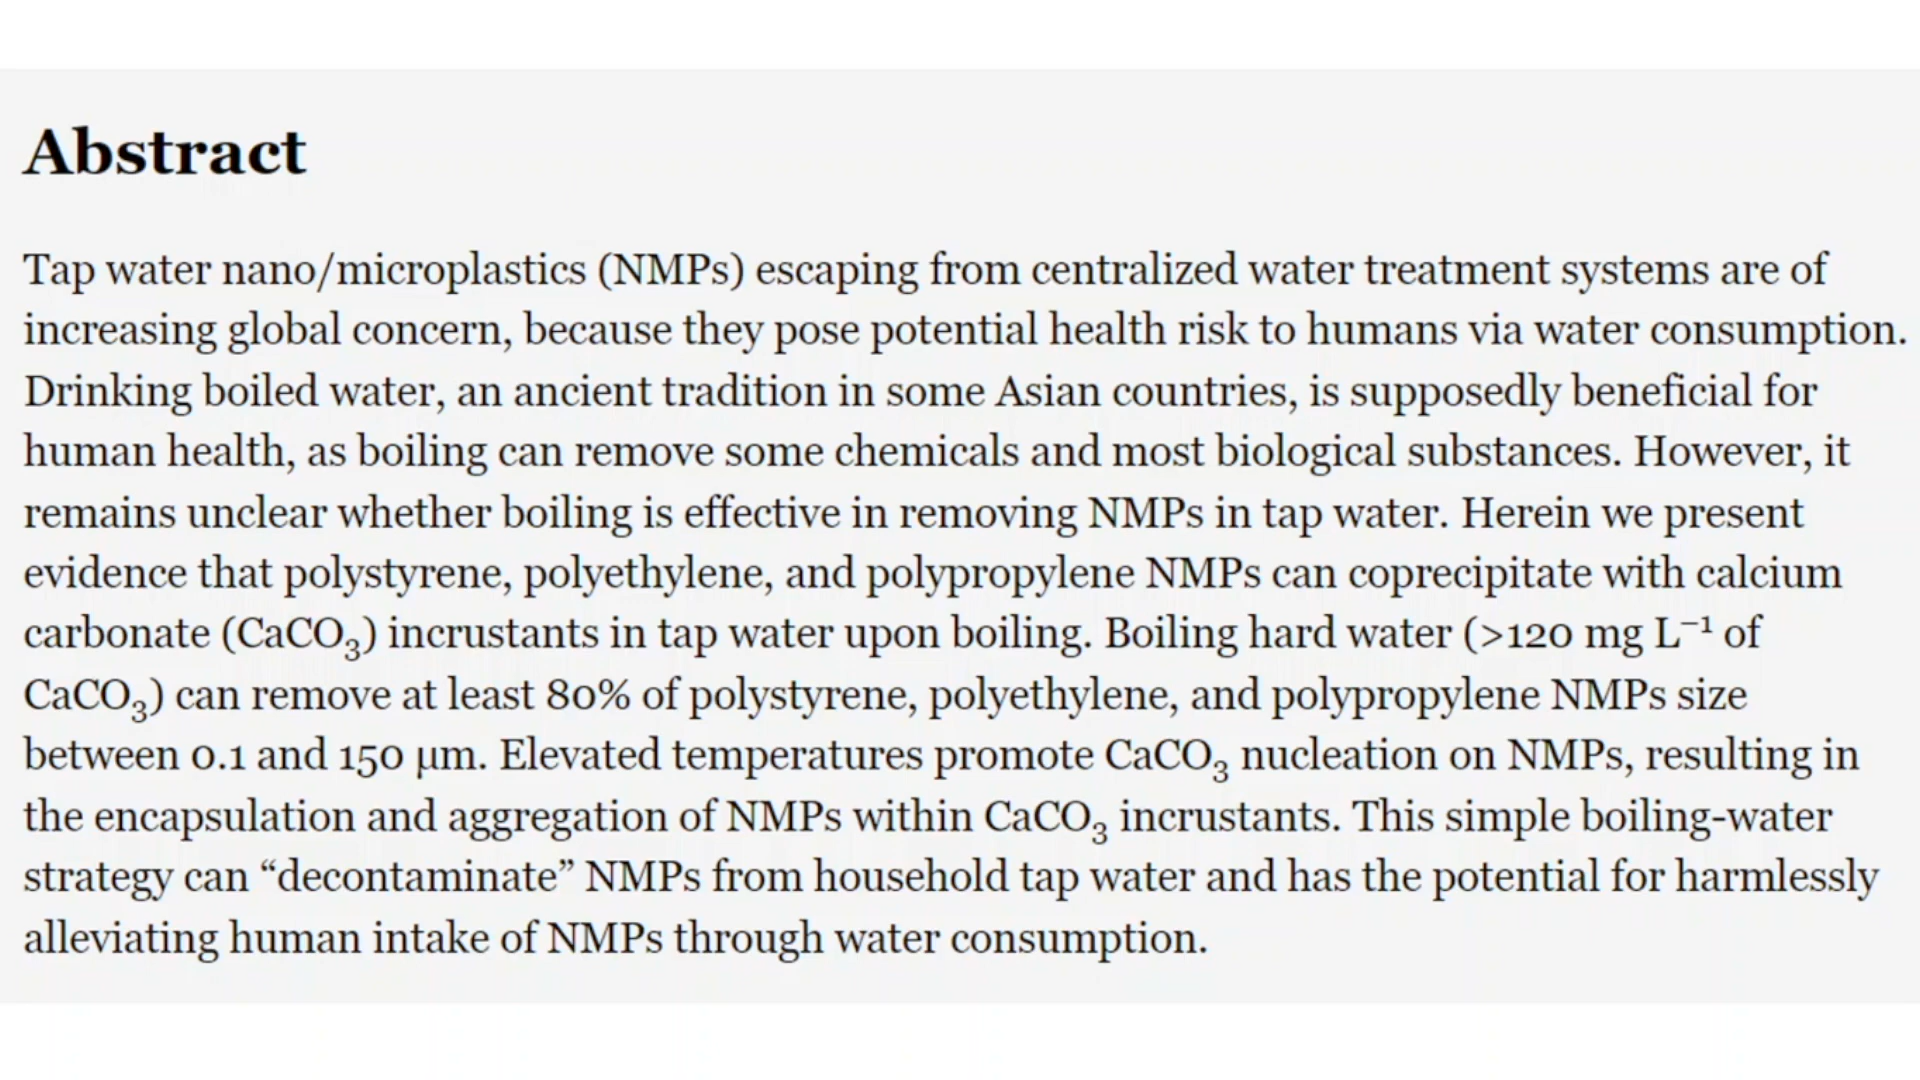 Abstract
Tap water nano/microplastics (NMPs) escaping from centralized water treatment systems are of
increasing global concern, because they pose potential health risk to humans via water consumption.
Drinking boiled water, an ancient tradition in some Asian countries, is supposedly beneficial for
human health, as boiling can remove some chemicals and most biological substances. However, it
remains unclear whether boiling is effective in removing NMPs in tap water. Herein we present
evidence that polystyrene, polyethylene, and polypropylene NMPs can coprecipitate with calcium
carbonate (CaCO₃) incrustants in tap water upon boiling. Boiling hard water (>120 mg L⁻¹ of
CaCO₃) can remove at least 80% of polystyrene, polyethylene, and polypropylene NMPs size
between 0.1 and 150 μm. Elevated temperatures promote CaCO₃ nucleation on NMPs, resulting in
the encapsulation and aggregation of NMPs within CaCO₃ incrustants. This simple boiling-water
strategy can “decontaminate” NMPs from household tap water and has the potential for harmlessly
alleviating human intake of NMPs through water consumption.